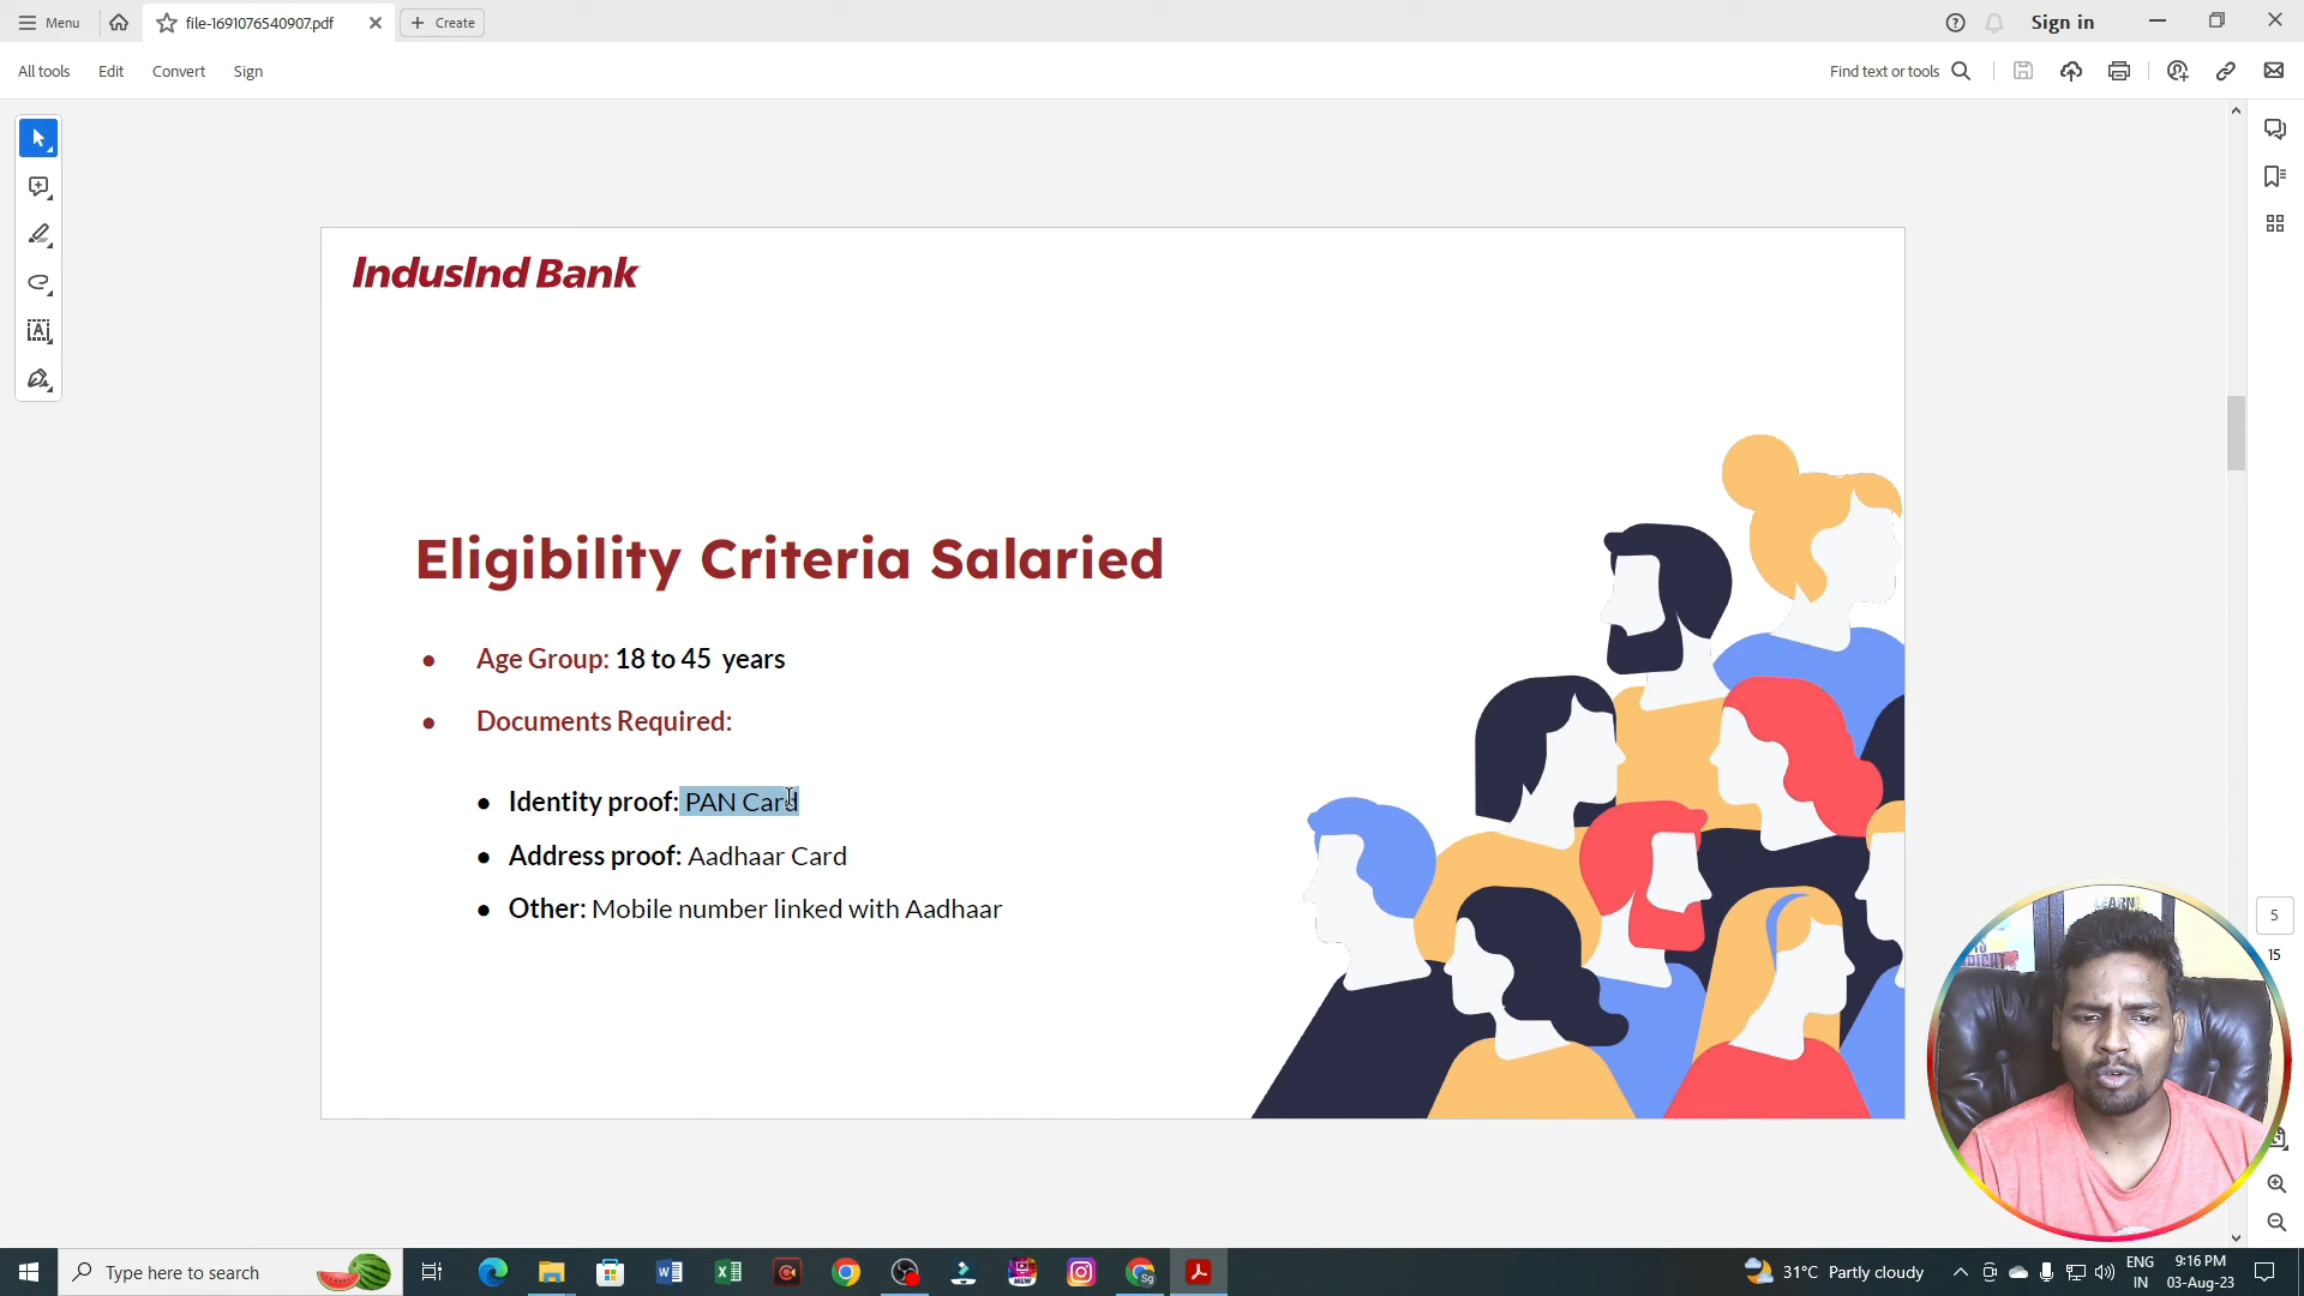 Menu
file-1691076540907.pdf
Create
Sign in
All tools
Edit
Convert
Sign
Find text or tools
IndusInd Bank
Eligibility Criteria Salaried
● Age Group: 18 to 45 years
● Documents Required:
● Identity proof: PAN Card
● Address proof: Aadhaar Card
● Other: Mobile number linked with Aadhaar
LEARN
5
15
Type here to search
MLW
Sg
31°C Partly cloudy
ENG
IN
9:16 PM
03-Aug-23